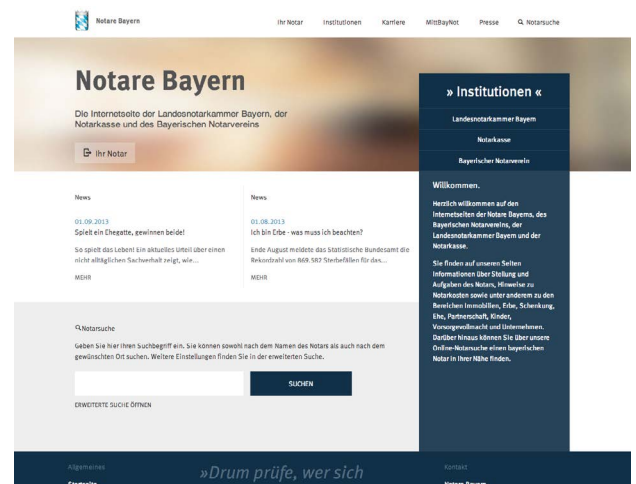 Notare Bayern
Ihr Notar
Institutionen
Karriere
MittBayNot
Presse
Notarsuche
Notare Bayern
Die Internetseite der Landesnotarkammer Bayern, der
Notarkasse und des Bayerischen Notarvereins
Ihr Notar
» Institutionen «
Landesnotarkammer Bayern
Notarkasse
Bayerischer Notarverein
Willkommen.
Herzlich willkommen auf den
Internetseiten der Notare Bayerns, des
Bayerischen Notarvereins, der
Landesnotarkammer Bayern und der
Notarkasse.
Sie finden auf unseren Seiten
Informationen über Stellung und
Aufgaben des Notars, Hinweise zu
Notarkosten sowie unter anderem zu den
Bereichen Immobilien, Erbe, Schenkung,
Ehe, Partnerschaft, Kinder,
Vorsorgevollmacht und Unternehmen.
Darüber hinaus können Sie über unsere
Online-Notarsuche einen bayerischen
Notar in Ihrer Nähe finden.
News
01.09.2013
Spielt ein Ehegatte, gewinnen beide!
So spielt das Leben! Ein aktuelles Urteil über einen
nicht alltäglichen Sachverhalt zeigt, wie...
MEHR
News
01.08.2013
Ich bin Erbe - was muss ich beachten?
Ende August meldete das Statistische Bundesamt die
Rekordzahl von 869.582 Sterbefällen für das...
MEHR
Notarsuche
Geben Sie hier Ihren Suchbegriff ein. Sie können sowohl nach dem Namen des Notars als auch nach dem
gewünschten Ort suchen. Weitere Einstellungen finden Sie in der erweiterten Suche.
SUCHEN
ERWEITERTE SUCHE ÖFFNEN
Allgemeines
Startseite
»Drum prüfe, wer sich
Kontakt
Notare Bayern